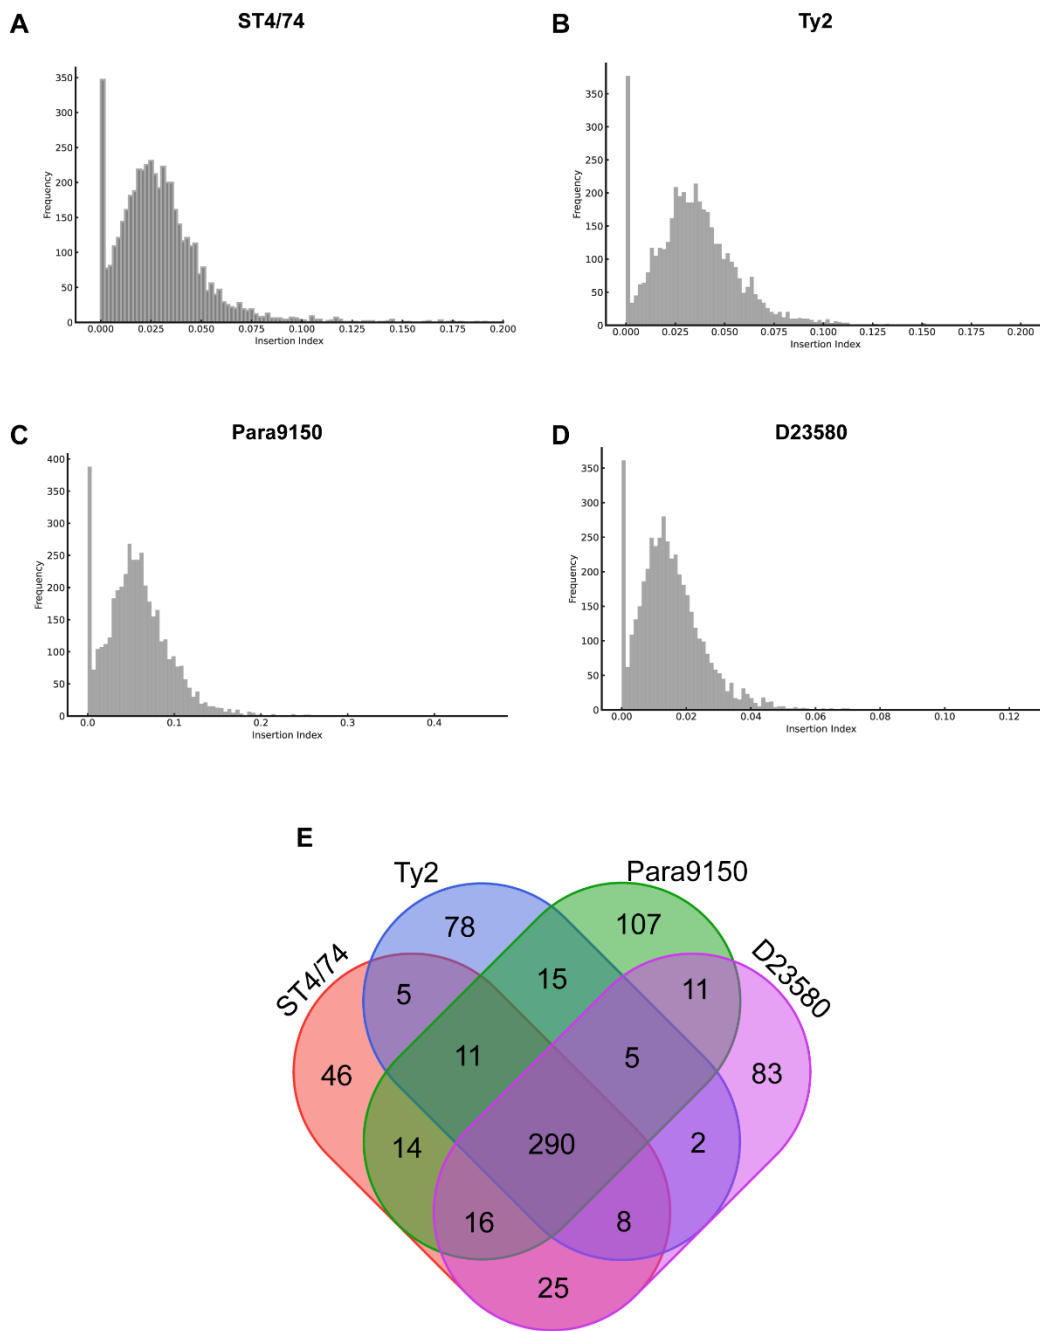 A
ST4/74
350
300
250
200
150
100
50
0
Frequency
0.000 0.025 0.050 0.075 0.100 0.125 0.150 0.175 0.200
Insertion Index
B
Ty2
350
300
250
200
150
100
50
0
Frequency
0.000 0.025 0.050 0.075 0.100 0.125 0.150 0.175 0.200
Insertion Index
C
Para9150
400
350
300
250
200
150
100
50
0
Frequency
0.0 0.1 0.2 0.3 0.4
Insertion Index
D
D23580
350
300
250
200
150
100
50
0
Frequency
0.00 0.02 0.04 0.06 0.08 0.10 0.12
Insertion Index
E
Ty2
Para9150
ST4/74
D23580
78
107
5
15
11
46
11
5
83
14
290
2
16
8
25